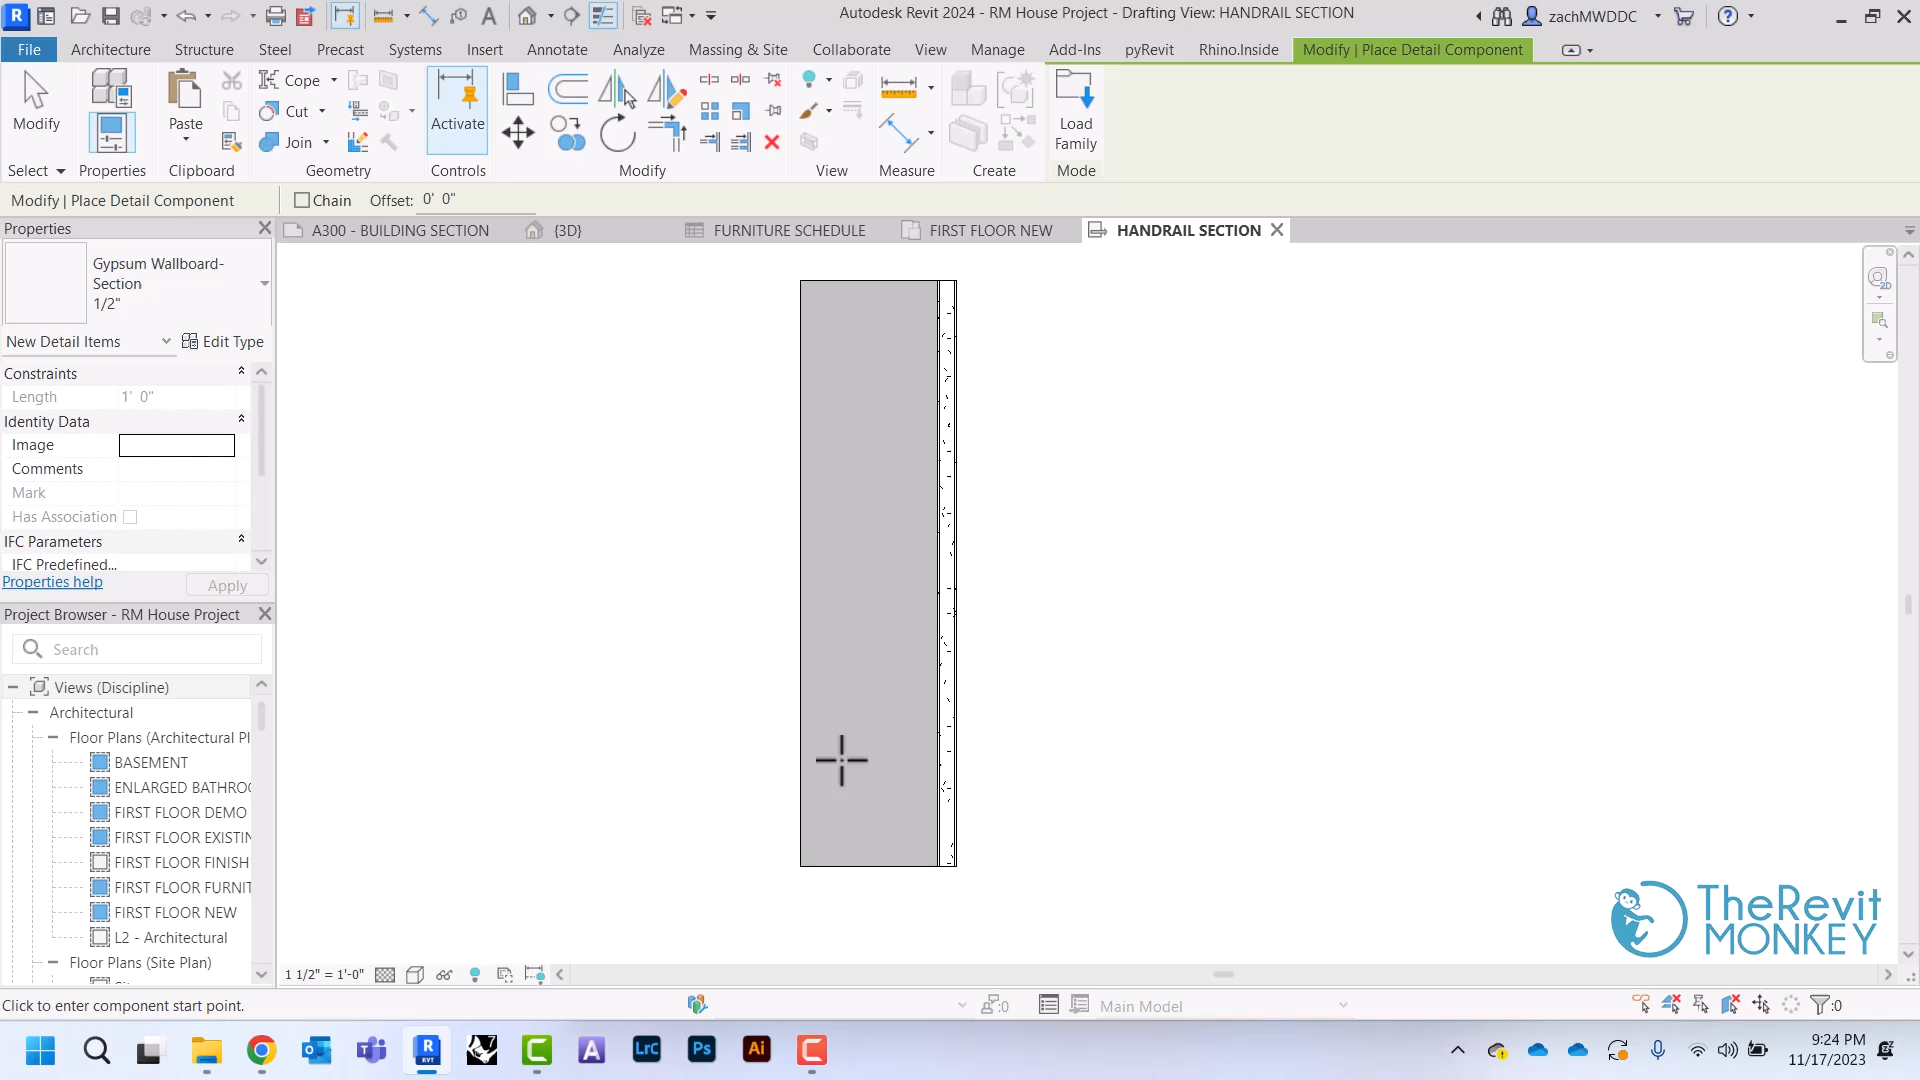 Autodesk Revit 2024 - RM House Project - Drafting View: HANDRAIL SECTION
zachMWDDC
File Architecture Structure Steel Precast Systems Insert Annotate Analyze Massing & Site Collaborate View Manage Add-Ins pyRevit Rhino.Inside Modify | Place Detail Component
Modify
Paste
Cope
Cut
Join
Activate
Load
Family
Select Properties Clipboard Geometry Controls Modify View Measure Create Mode
Modify | Place Detail Component Chain Offset: 0' 0"
Properties
A300 - BUILDING SECTION {3D} FURNITURE SCHEDULE FIRST FLOOR NEW HANDRAIL SECTION
Gypsum Wallboard-
Section
1/2"
New Detail Items Edit Type
Constraints
Length 1' 0"
Identity Data
Image
Comments
Mark
Has Association
IFC Parameters
IFC Predefined...
Properties help Apply
Project Browser - RM House Project
Search
Views (Discipline)
Architectural
Floor Plans (Architectural Pl
BASEMENT
ENLARGED BATHROO
FIRST FLOOR DEMO
FIRST FLOOR EXISTIN
FIRST FLOOR FINISH
FIRST FLOOR FURNIT
FIRST FLOOR NEW
L2 - Architectural
Floor Plans (Site Plan)
TheRevit
MONKEY
1 1/2" = 1'-0"
Click to enter component start point.
:0
Main Model
:0
LrC
Ps
Ai
9:24 PM
11/17/2023